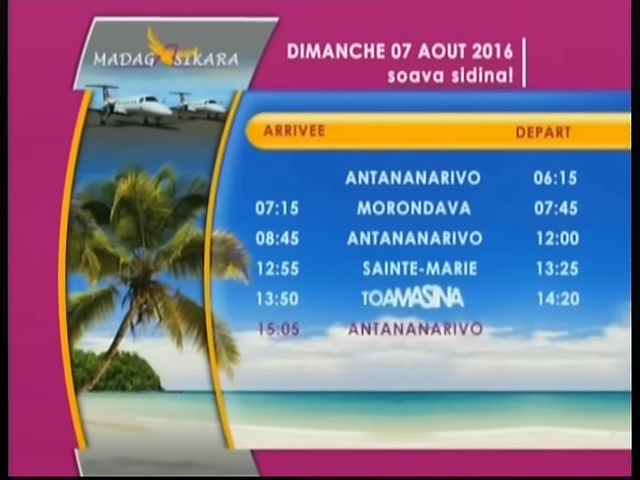 MADAGASIKARA
DIMANCHE 07 AOUT 2016
soava sidina!
ARRIVEE DEPART
ANTANANARIVO 06:15
07:15 MORONDAVA 07:45
08:45 ANTANANARIVO 12:00
12:55 SAINTE-MARIE 13:25
13:50 TOAMASINA 14:20
15:05 ANTANANARIVO